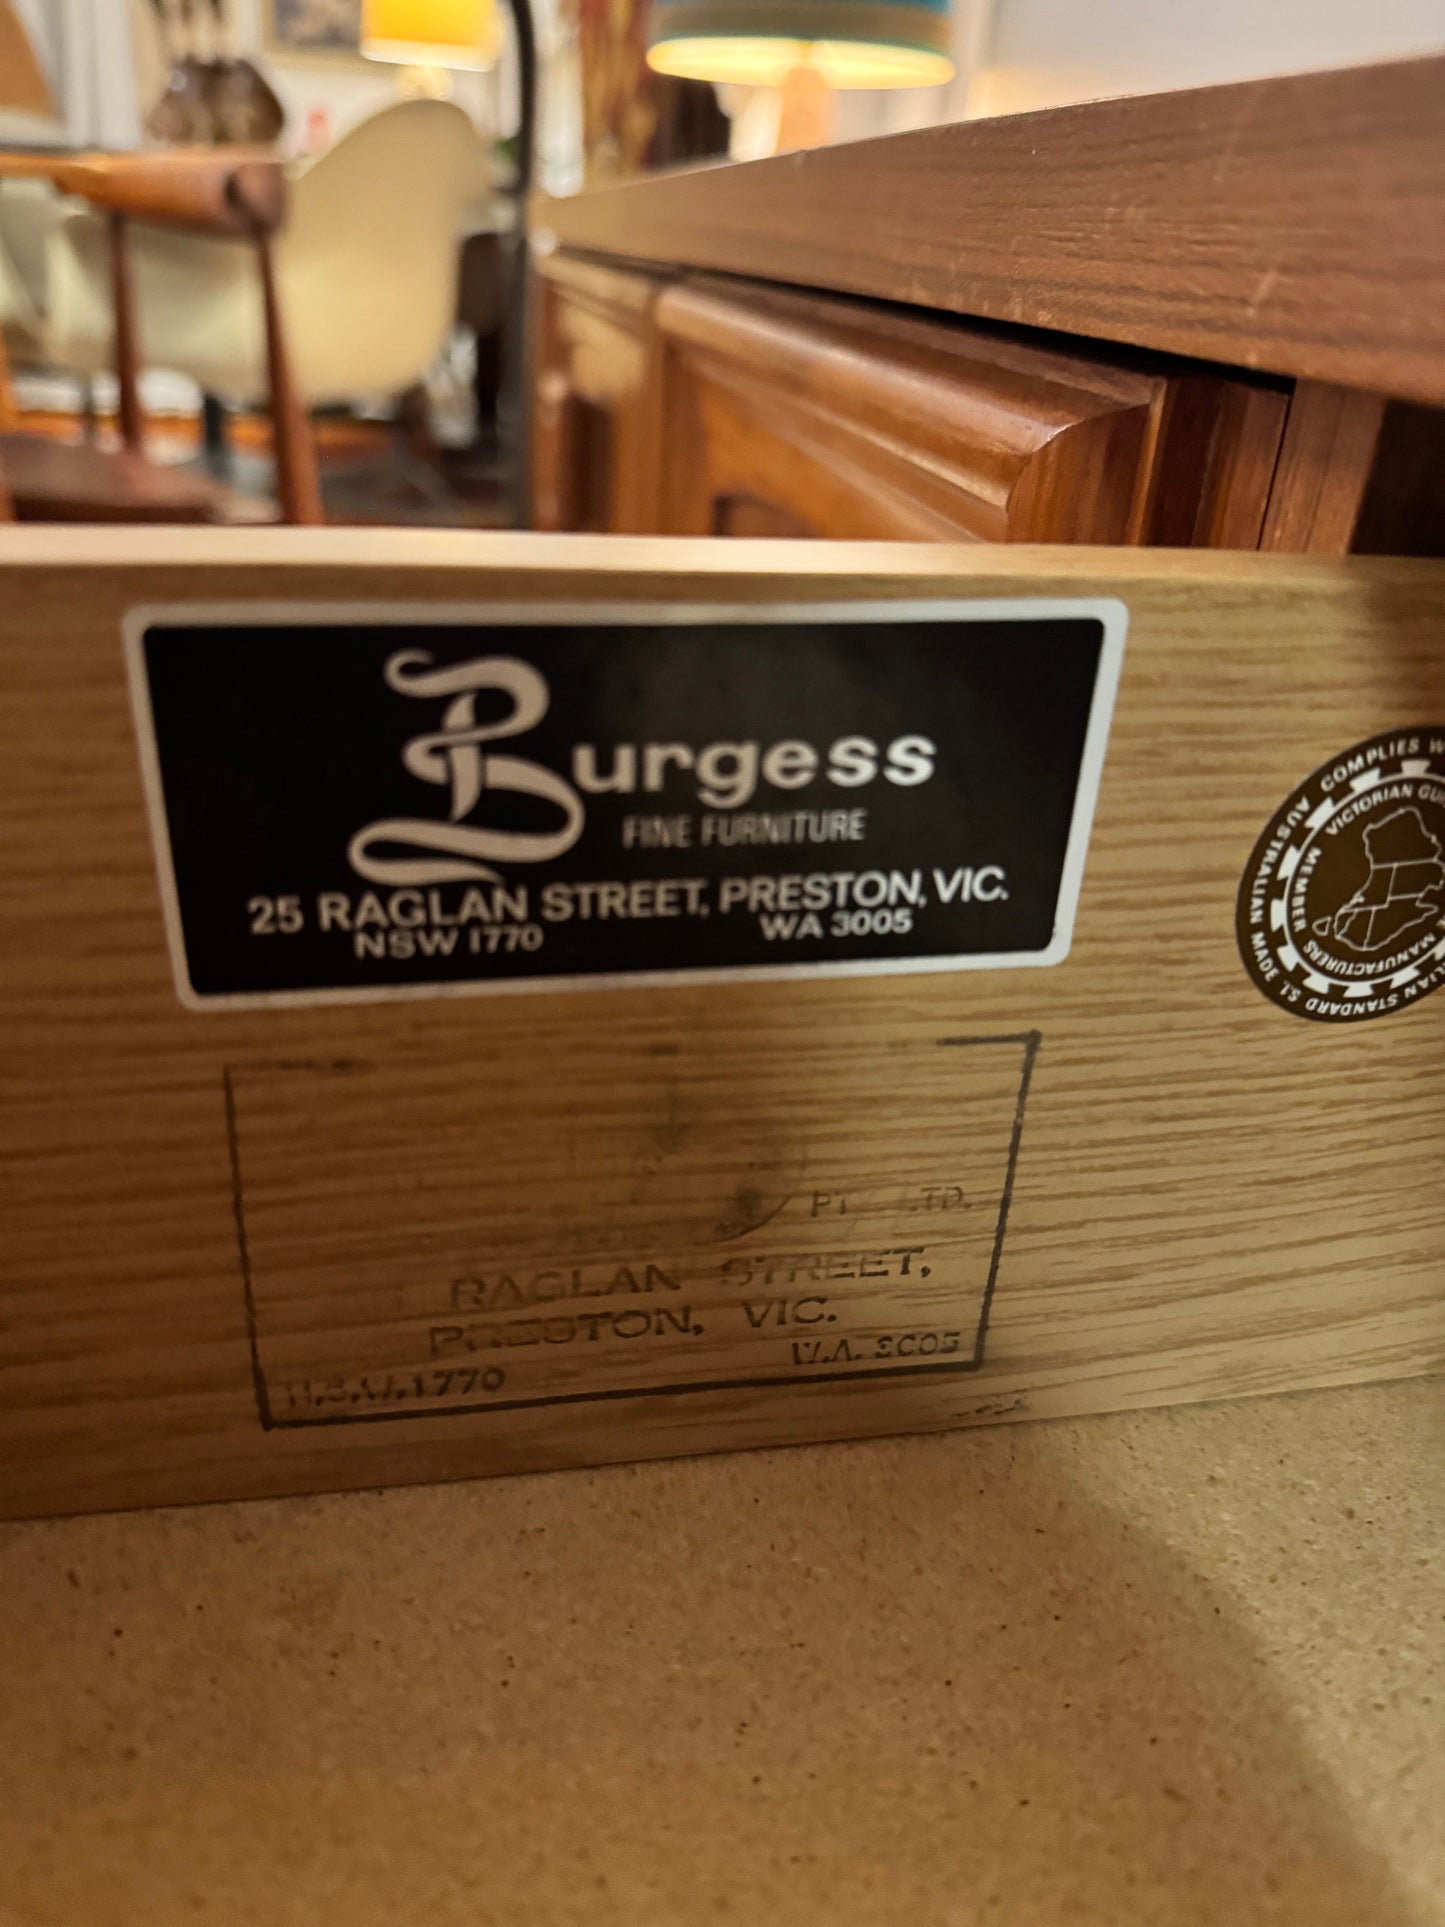 Burgess
FINE FURNITURE
25 RAGLAN STREET, PRESTON, VIC.
NSW 1770 WA 3005
AUSTRALIAN MADE COMPLIES
VICTORIAN
MEMBER
MANUFACTURERS
STANDARD S.1.
LTD.
RAGLAN STREET,
PRESTON, VIC.
N.S.W.1770 W.A. 3005